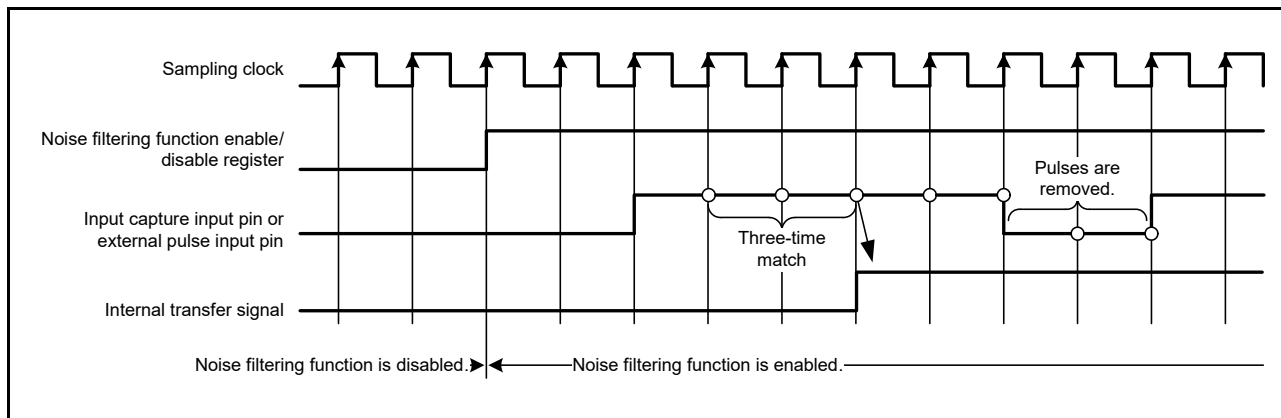 Sampling clock
Noise filtering function enable/
disable register
Pulses are
removed.
Input capture input pin or
external pulse input pin
Three-time
match
Internal transfer signal
Noise filtering function is disabled.
Noise filtering function is enabled.